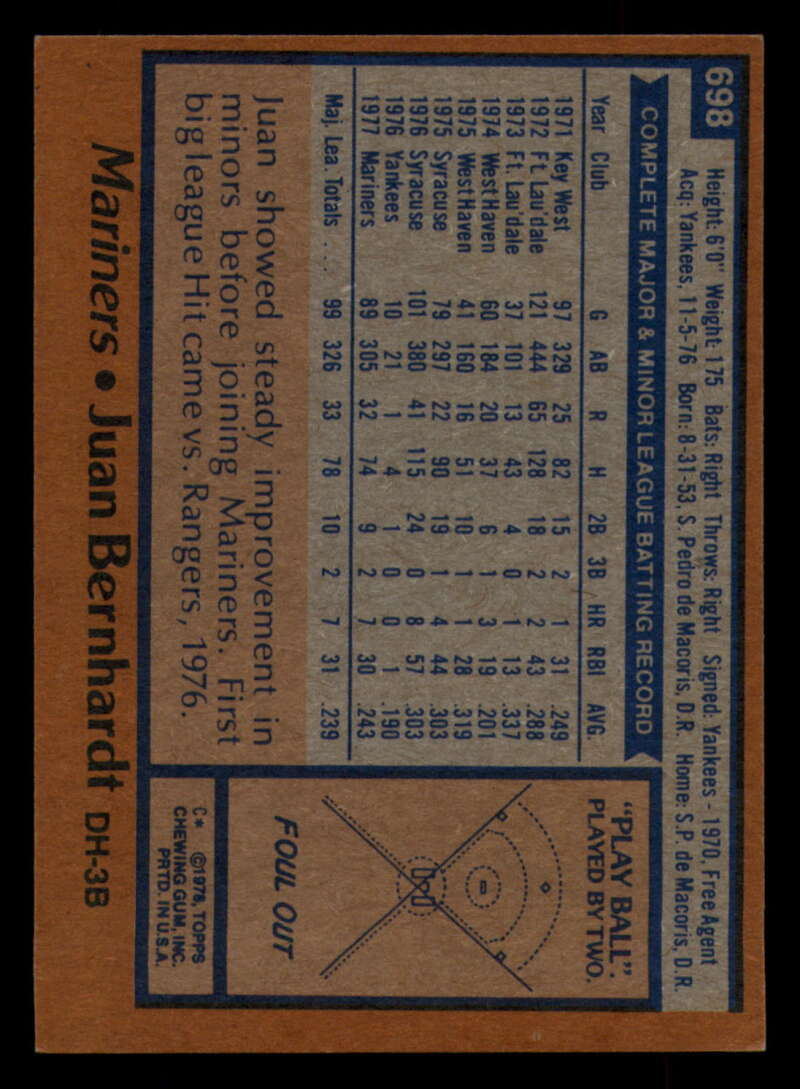 698
Height: 6'0" Weight: 175 Bats: Right Throws: Right Signed: Yankees - 1970, Free Agent
Acq: Yankees, 11-5-76 Born: 8-31-53, S. Pedro de Macoris, D.R. Home: S.P. de Macoris, D.R.
COMPLETE MAJOR & MINOR LEAGUE BATTING RECORD
Year Club G AB R H 2B 3B HR RBI AVG.
1971 Key West 97 329 25 82 15 2 1 31 .249
1972 Ft. Lau'dale 121 444 65 128 18 2 2 43 .288
1973 Ft. Lau'dale 37 101 13 43 4 0 1 13 .337
1974 West Haven 60 184 20 37 6 1 3 19 .201
1975 West Haven 41 160 16 51 10 1 1 28 .319
1975 Syracuse 79 297 22 90 19 1 4 44 .303
1976 Syracuse 101 380 41 115 24 0 8 57 .303
1976 Yankees 10 21 1 4 1 0 0 1 .190
1977 Mariners 89 305 32 74 9 2 7 30 .243
Maj. Lea. Totals .... 99 326 33 78 10 2 7 31 .239
Juan showed steady improvement in
minors before joining Mariners. First
big league Hit came vs. Rangers, 1976.
"PLAY BALL".
PLAYED BY TWO.
FOUL OUT
C* ©1978, TOPPS
CHEWING GUM, INC.
PRTD. IN U.S.A.
Mariners • Juan Bernhardt DH-3B